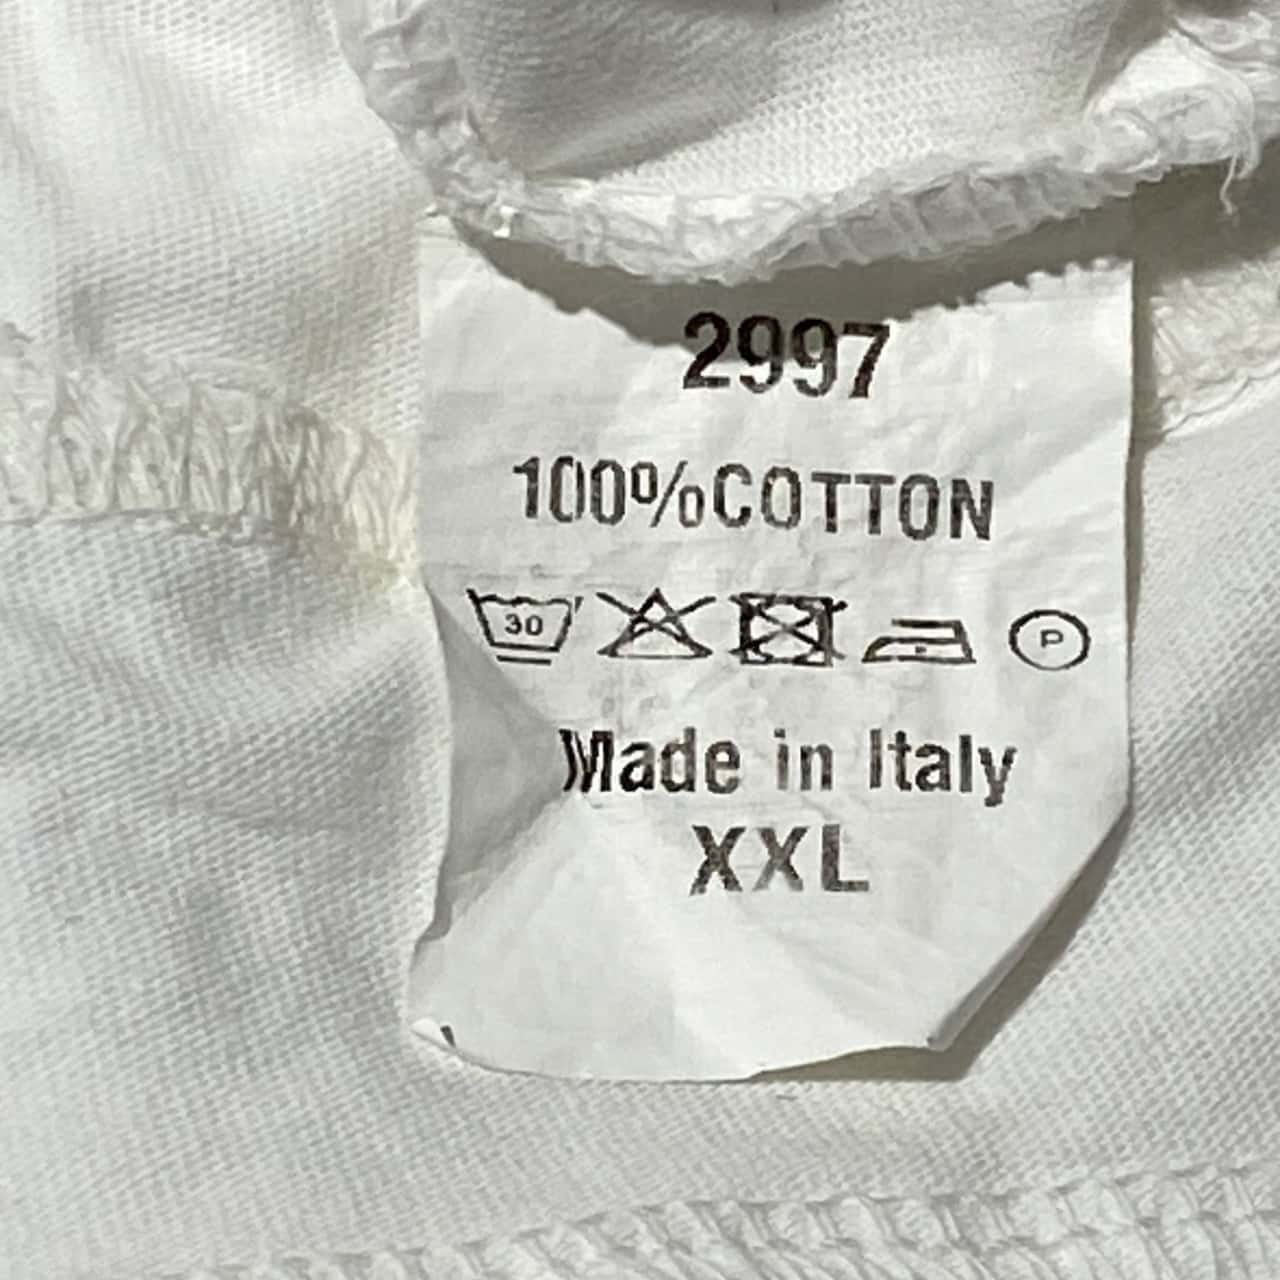 2997
100%COTTON
30 P
Made in Italy
XXL